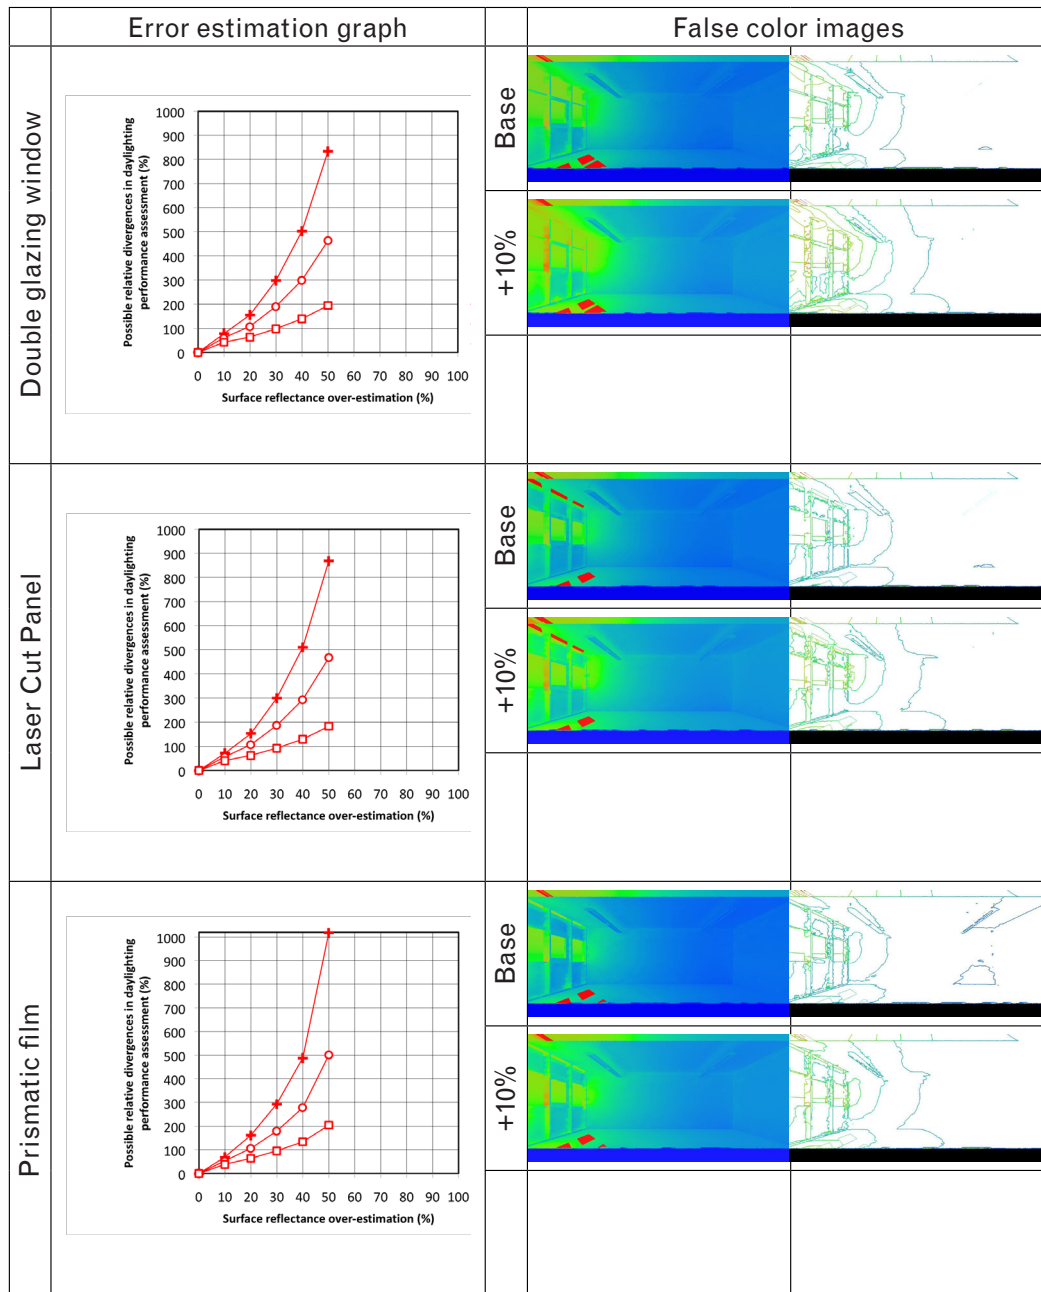 Error estimation graph
False color images
Double glazing window
Possible relative divergences in daylighting
performance assessment (%)
1000
900
800
700
600
500
400
300
200
100
0
0 10 20 30 40 50 60 70 80 90 100
Surface reflectance over-estimation (%)
Base
+10%
Laser Cut Panel
Possible relative divergences in daylighting
performance assessment (%)
1000
900
800
700
600
500
400
300
200
100
0
0 10 20 30 40 50 60 70 80 90 100
Surface reflectance over-estimation (%)
Base
+10%
Prismatic film
Possible relative divergences in daylighting
performance assessment (%)
1000
900
800
700
600
500
400
300
200
100
0
0 10 20 30 40 50 60 70 80 90 100
Surface reflectance over-estimation (%)
Base
+10%